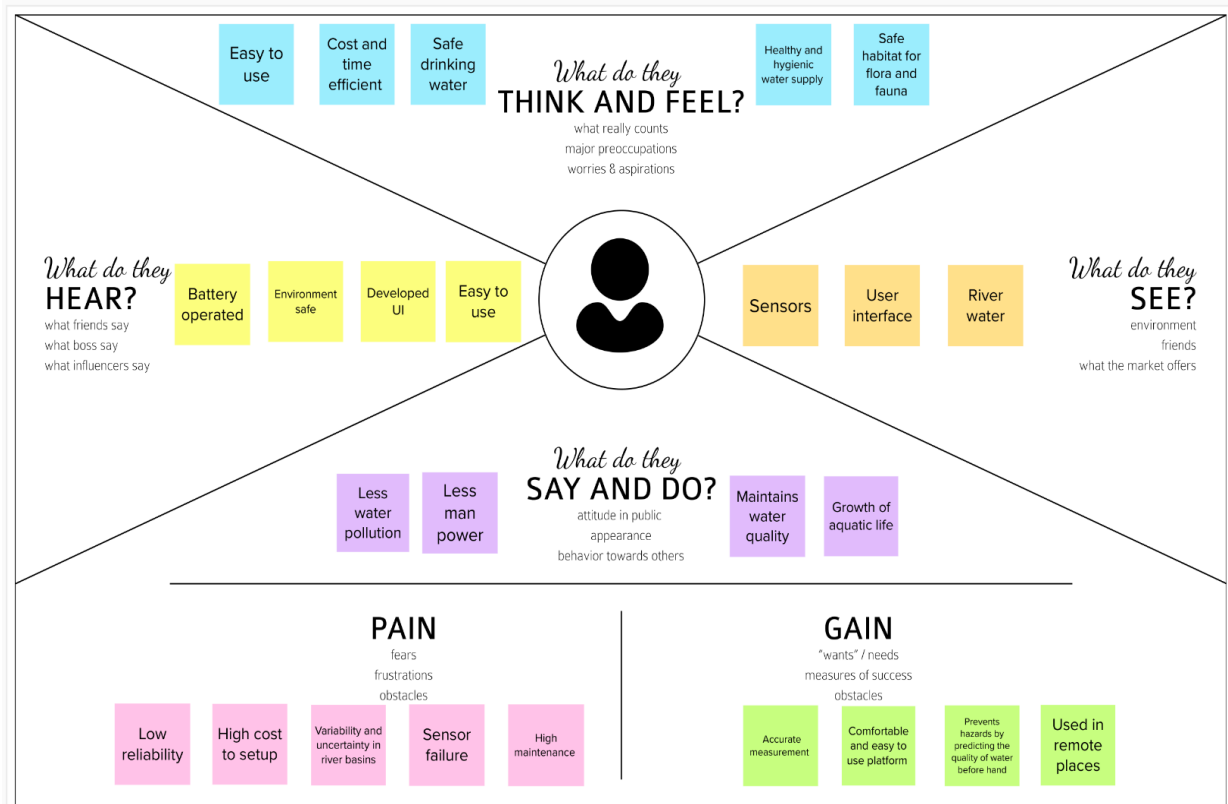 Easy to
use
Cost and
time
efficient
Safe
drinking
water
What do they
THINK AND FEEL?
what really counts
major preoccupations
worries & aspirations
Healthy and
hygienic
water supply
Safe
habitat for
flora and
fauna
What do they
HEAR?
what friends say
what boss say
what influencers say
Battery
operated
Environment
safe
Developed
UI
Easy to
use
Sensors
User
interface
River
water
What do they
SEE?
environment
friends
what the market offers
Less
water
pollution
Less
man
power
What do they
SAY AND DO?
attitude in public
appearance
behavior towards others
Maintains
water
quality
Growth of
aquatic life
PAIN
fears
frustrations
obstacles
Low
reliability
High cost
to setup
Variability and
uncertainty in
river basins
Sensor
failure
High
maintenance
GAIN
"wants" / needs
measures of success
obstacles
Accurate
measurement
Comfortable
and easy to
use platform
Prevents
hazards by
predicting the
quality of water
before hand
Used in
remote
places